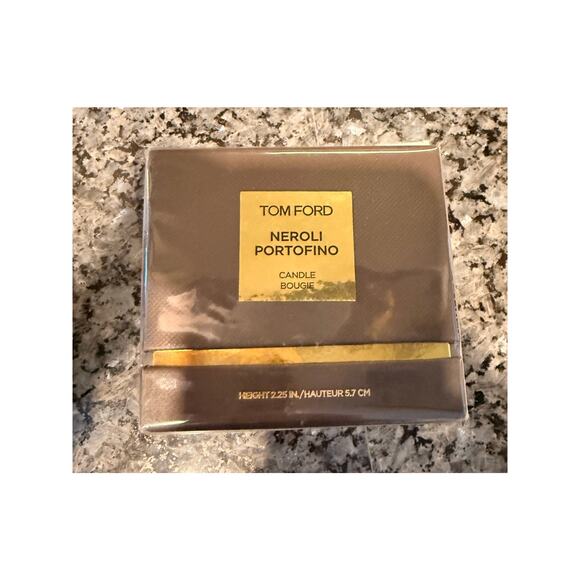 TOM FORD
NEROLI
PORTOFINO
CANDLE
BOUGIE
HEIGHT 2.25 IN./HAUTEUR 5.7 CM